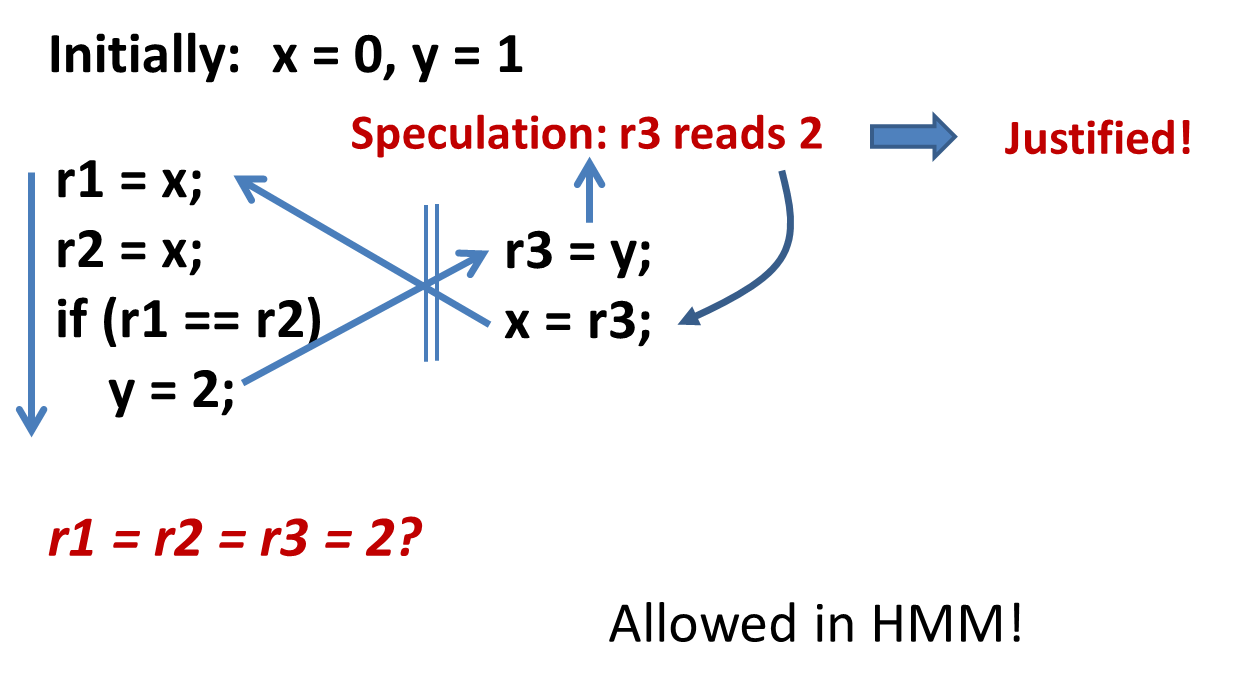 Initially:  x = 0, y = 1
Speculation: r3 reads 2
Justified!
r1 = x;
r2 = x;
if (r1 == r2)
y = 2;
r3 = y;
x = r3;
r1 = r2 = r3 = 2?
Allowed in HMM!